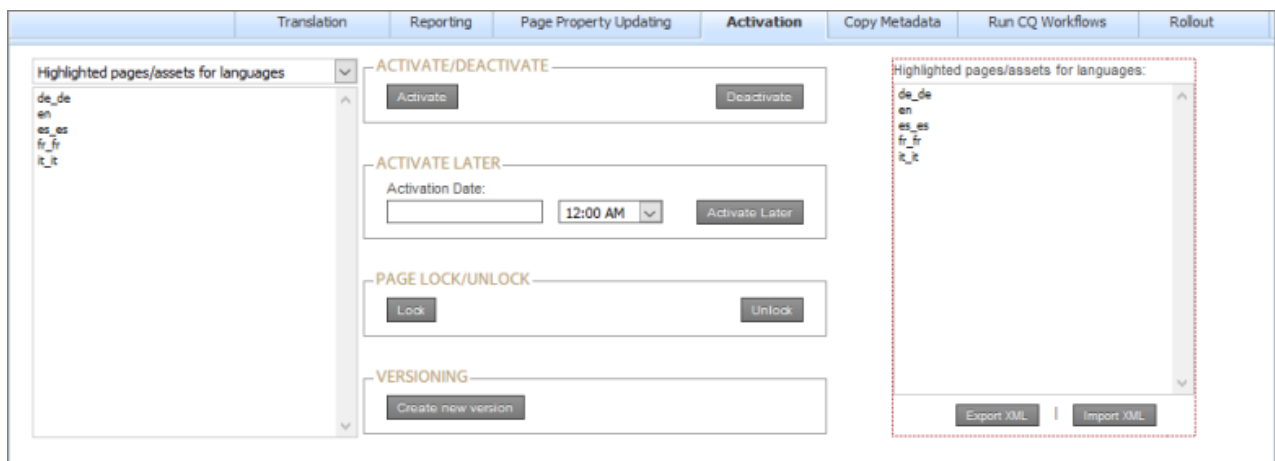 Translation Reporting Page Property Updating Activation Copy Metadata Run CQ Workflows Rollout
Highlighted pages/assets for languages
de_de
en
es_es
fr_fr
it_it
ACTIVATE/DEACTIVATE
Activate Deactivate
ACTIVATE LATER
Activation Date:
12:00 AM Activate Later
PAGE LOCK/UNLOCK
Lock Unlock
VERSIONING
Create new version
Highlighted pages/assets for languages:
de_de
en
es_es
fr_fr
it_it
Export XML | Import XML